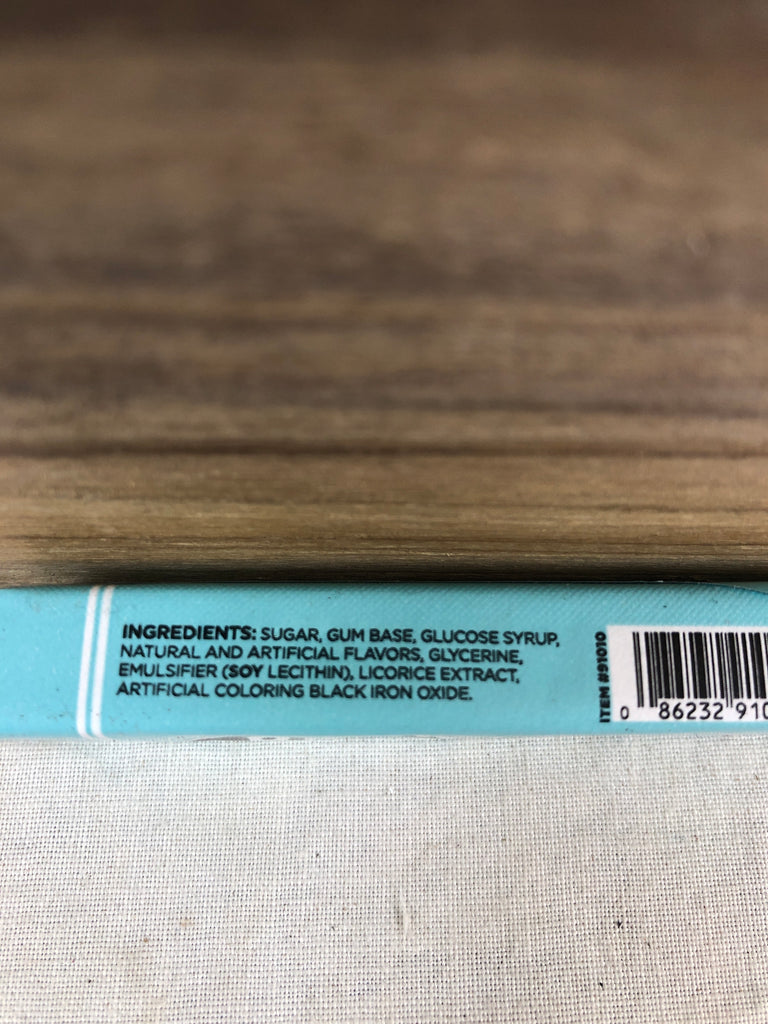 INGREDIENTS: SUGAR, GUM BASE, GLUCOSE SYRUP,
NATURAL AND ARTIFICIAL FLAVORS, GLYCERINE,
EMULSIFIER (SOY LECITHIN), LICORICE EXTRACT,
ARTIFICIAL COLORING BLACK IRON OXIDE.
ITEM #91010
0 86232 910